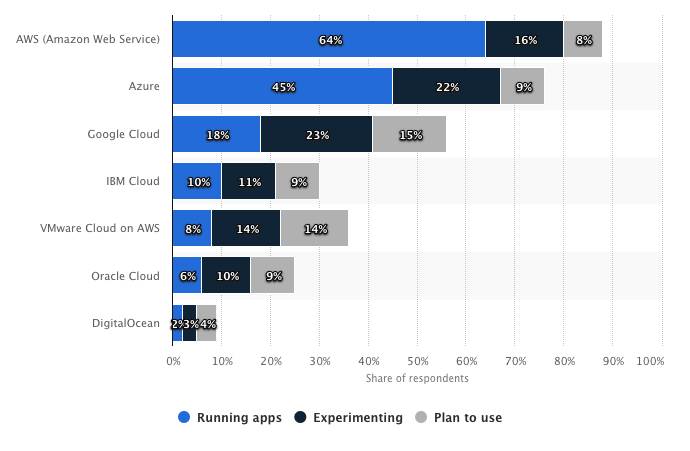 AWS (Amazon Web Service) 64% 16% 8%
Azure 45% 22% 9%
Google Cloud 18% 23% 15%
IBM Cloud 10% 11% 9%
VMware Cloud on AWS 8% 14% 14%
Oracle Cloud 6% 10% 9%
DigitalOcean 2% 3% 4%
0% 10% 20% 30% 40% 50% 60% 70% 80% 90% 100%
Share of respondents
Running apps Experimenting Plan to use